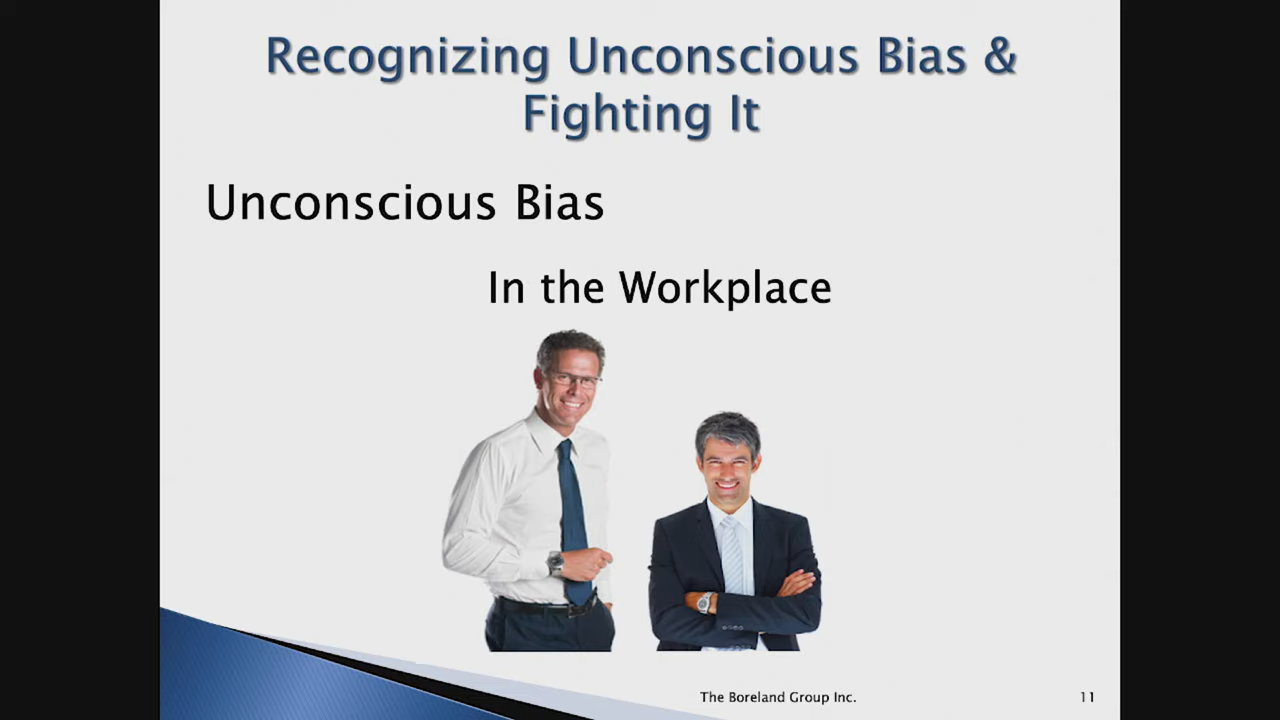 Recognizing Unconscious Bias &
Fighting It
Unconscious Bias
In the Workplace
The Boreland Group Inc.
11